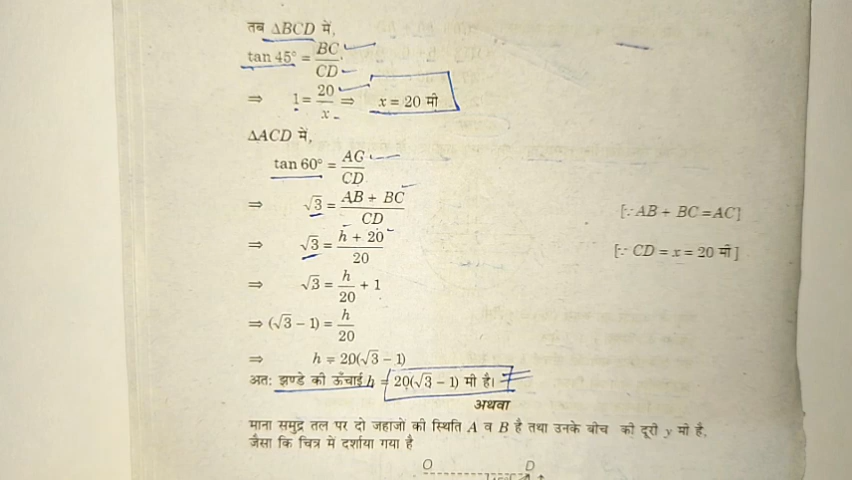 तब ΔBCD में,
tan 45° = BC/CD
⇒ 1 = 20/x ⇒ x = 20 मी
ΔACD में,
tan 60° = AC/CD
⇒ √3 = (AB + BC)/CD [∵ AB + BC = AC]
⇒ √3 = (h + 20)/20 [∵ CD = x = 20 मी]
⇒ √3 = h/20 + 1
⇒ (√3 − 1) = h/20
⇒ h = 20(√3 − 1)
अतः झण्डे की ऊँचाई h = 20(√3 − 1) मी है।
अथवा
माना समुद्र तल पर दो जहाजो की स्थिति A व B है तथा उनके बीच की दूरी y मी है,
जैसा कि चित्र में दर्शाया गया है
O D